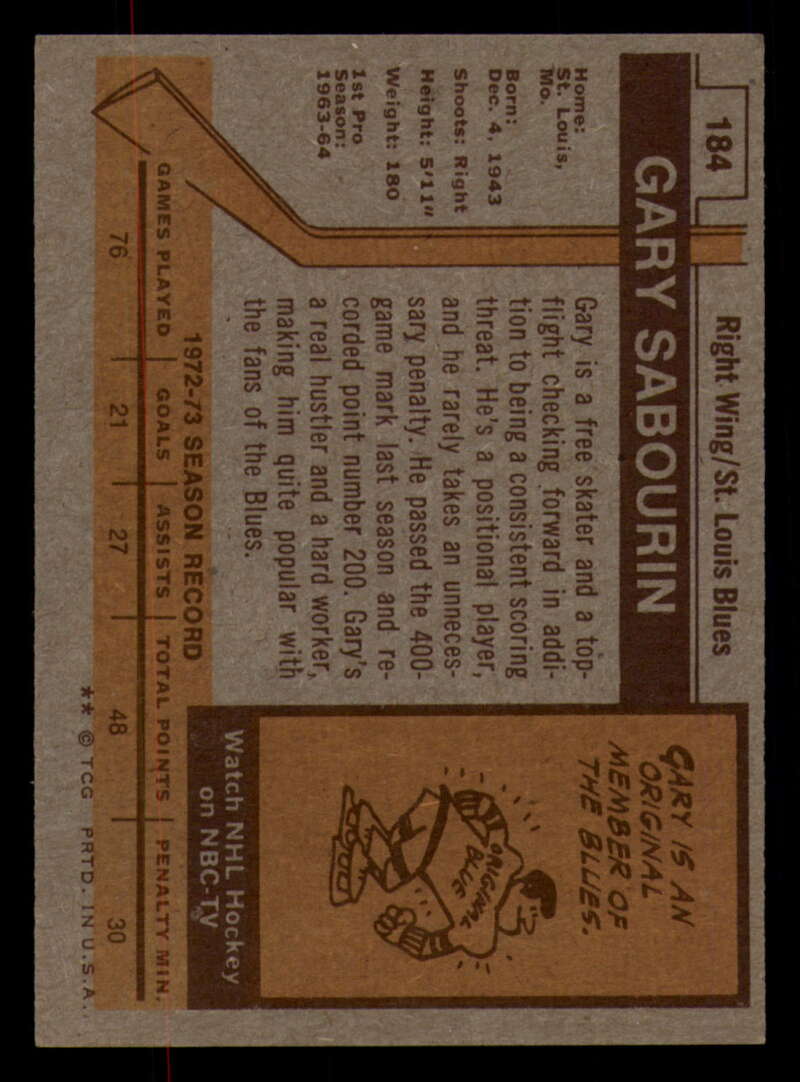 184
Right Wing/St. Louis Blues
GARY SABOURIN
Home:
St. Louis,
Mo.
Born:
Dec. 4, 1943
Shoots: Right
Height: 5'11"
Weight: 180
1st Pro
Season:
1963-64
Gary is a free skater and a top-
flight checking forward in addi-
tion to being a consistent scoring
threat. He's a positional player,
and he rarely takes an unneces-
sary penalty. He passed the 400-
game mark last season and re-
corded point number 200. Gary's
a real hustler and a hard worker,
making him quite popular with
the fans of the Blues.
GARY IS AN
ORIGINAL
MEMBER OF
THE BLUES.
ORIGINAL
BLUE
Watch NHL Hockey
on NBC-TV
1972-73 SEASON RECORD
GAMES PLAYED GOALS ASSISTS TOTAL POINTS PENALTY MIN.
76 21 27 48 30
** © TCG PRTD. IN U.S.A.